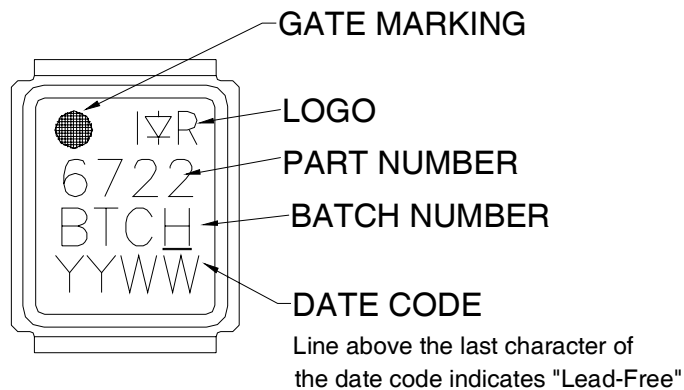 GATE MARKING
I R
LOGO
6722
PART NUMBER
BTCH
BATCH NUMBER
YYWW
DATE CODE
Line above the last character of
the date code indicates "Lead-Free"